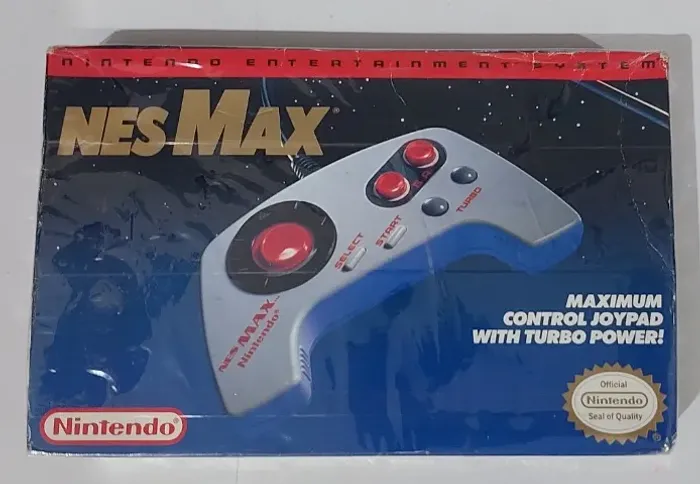 NINTENDO ENTERTAINMENT SYSTEM
NES MAX®
B A
TURBO
START
SELECT
NES MAX™
Nintendo®
MAXIMUM
CONTROL JOYPAD
WITH TURBO POWER!
Nintendo®
Official
Nintendo
Seal of Quality
®